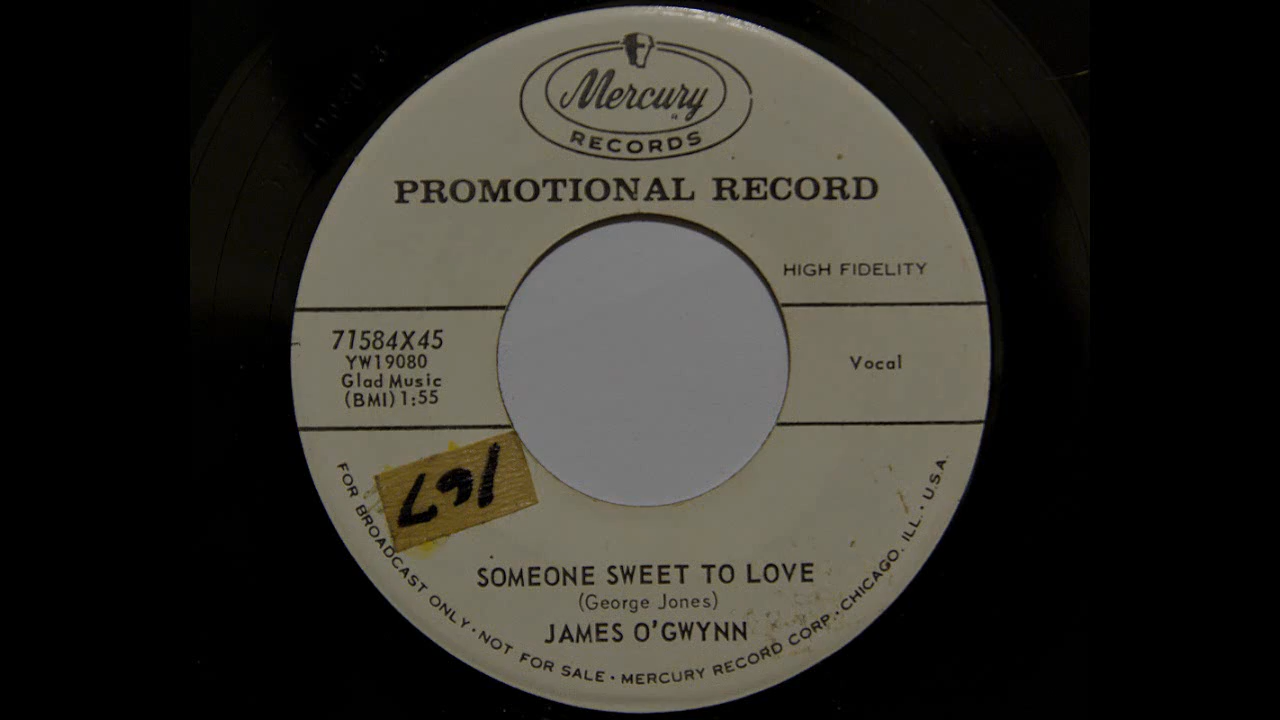 Mercury
RECORDS
PROMOTIONAL RECORD
HIGH FIDELITY
71584X45
YW19080
Glad Music
(BMI) 1:55
Vocal
167
SOMEONE SWEET TO LOVE
(George Jones)
JAMES O'GWYNN
FOR BROADCAST ONLY • NOT FOR SALE • MERCURY RECORD CORP. • CHICAGO, ILL. • U.S.A.